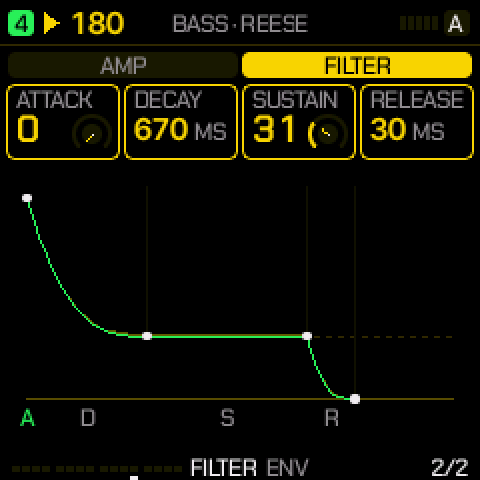 4 180 BASS·REESE A
AMP FILTER
ATTACK DECAY SUSTAIN RELEASE
0 670 MS 31 30 MS
A D S R
FILTER ENV 2/2